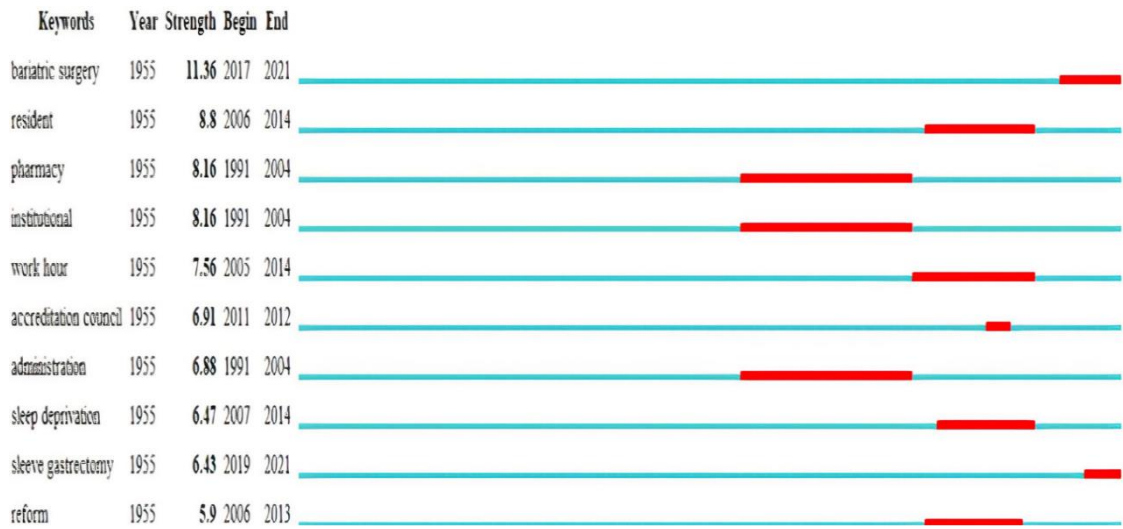 Keywords Year Strength Begin End
bariatric surgery 1955 11.36 2017 2021
resident 1955 8.8 2006 2014
pharmacy 1955 8.16 1991 2004
institutional 1955 8.16 1991 2004
work hour 1955 7.56 2005 2014
accreditation council 1955 6.91 2011 2012
administration 1955 6.88 1991 2004
sleep deprivation 1955 6.47 2007 2014
sleeve gastrectomy 1955 6.43 2019 2021
reform 1955 5.9 2006 2013